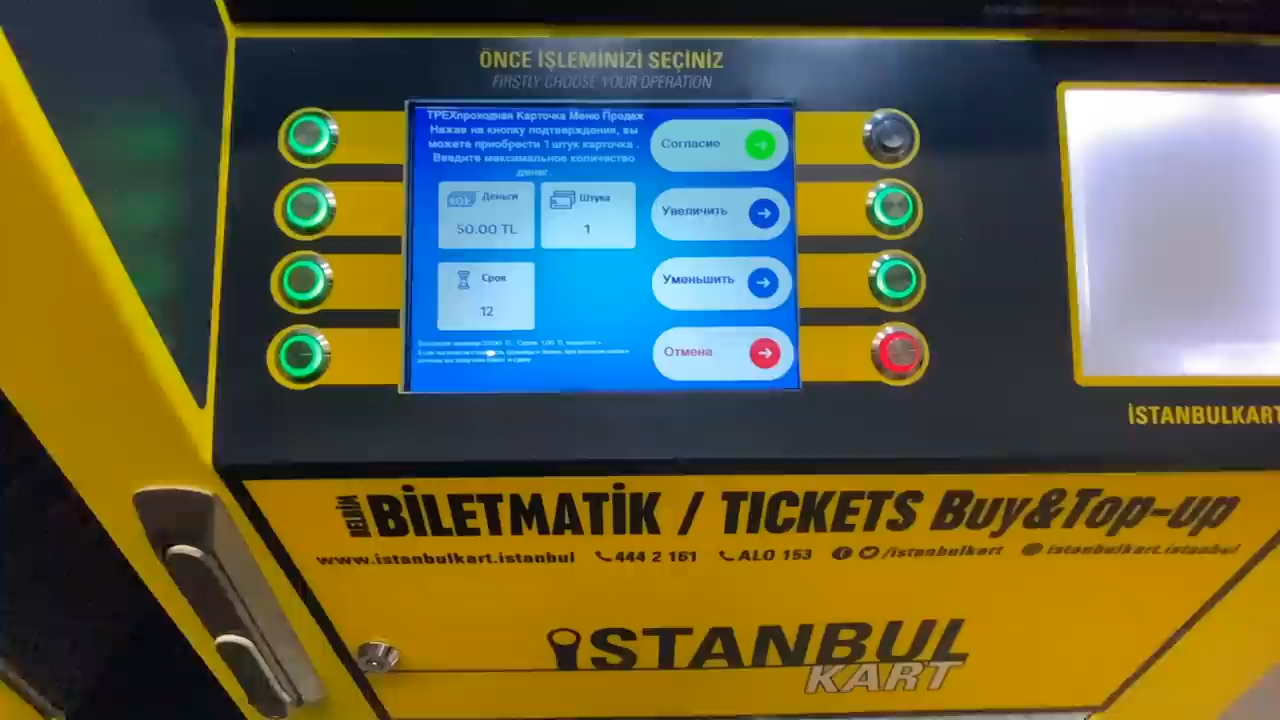 ÖNCE İŞLEMİNİZİ SEÇİNİZ
FIRSTLY CHOOSE YOUR OPERATION
ТРЕХпроходная Карточка Меню Продаж
Нажав на кнопку подтверждения, вы
можете приобрести 1 штук карточка .
Введите максимальное количество
денег.
Деньги
50.00 TL
Штука
1
Срок
12
Согласие
Увеличить
Уменьшить
Отмена
İSTANBULKART
BİLETMATİK / TICKETS Buy&Top-up
www.istanbulkart.istanbul 444 2 161 ALO 153 /istanbulkart istanbulkart.istanbul
iSTANBUL
KART